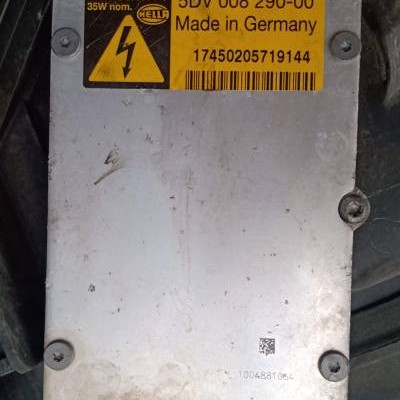 5DV 008 290-00
35W nom.
HELLA
Made in Germany
17450205719144
1004881064